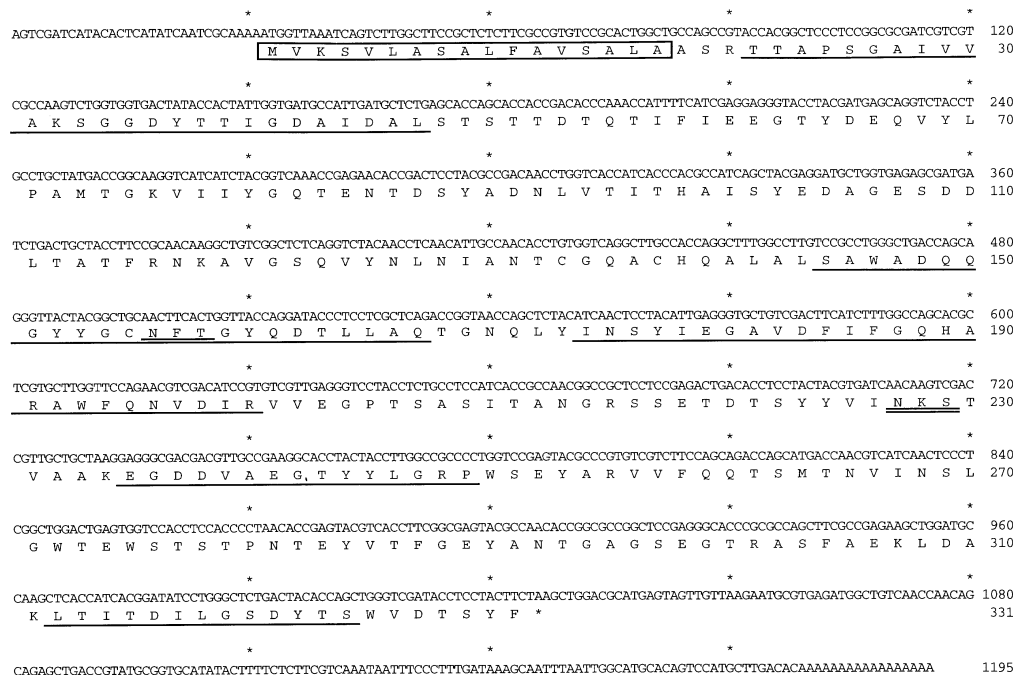 * * * *
AGTCGATCATACACTCATATCAATCGCAAAAATGGTTAAATCAGTCTTGGCTTCCGCTCTCTTCGCCGTGTCCGCACTGGCTGCCAGCCGTACCACGGCTCCCTCCGGCGCGATCGTCGT 120
M V K S V L A S A L F A V S A L A A S R T T A P S G A I V V 30
* * * *
CGCCAAGTCTGGTGGTGACTATACCACTATTGGTGATGCCATTGATGCTCTGAGCACCAGCACCACCGACACCCAAACCATTTTCATCGAGGAGGGTACCTACGATGAGCAGGTCTACCT 240
A K S G G D Y T T I G D A I D A L S T S T T D T Q T I F I E E G T Y D E Q V Y L 70
* * * *
GCCTGCTATGACCGGCAAGGTCATCATCTACGGTCAAACCGAGAACACCGACTCCTACGCCGACAACCTGGTCACCATCACCCACGCCATCAGCTACGAGGATGCTGGTGAGAGCGATGA 360
P A M T G K V I I Y G Q T E N T D S Y A D N L V T I T H A I S Y E D A G E S D D 110
* * * *
TCTGACTGCTACCTTCCGCAACAAGGCTGTCGGCTCTCAGGTCTACAACCTCAACATTGCCAACACCTGTGGTCAGGCTTGCCACCAGGCTTTGGCCTTGTCCGCCTGGGCTGACCAGCA 480
L T A T F R N K A V G S Q V Y N L N I A N T C G Q A C H Q A L A L S A W A D Q Q 150
* * * *
GGGTTACTACGGCTGCAACTTCACTGGTTACCAGGATACCCTCCTCGCTCAGACCGGTAACCAGCTCTACATCAACTCCTACATTGAGGGTGCTGTCGACTTCATCTTTGGCCAGCACGC 600
G Y Y G C N F T G Y Q D T L L A Q T G N Q L Y I N S Y I E G A V D F I F G Q H A 190
* * * *
TCGTGCTTGGTTCCAGAACGTCGACATCCGTGTCGTTGAGGGTCCTACCTCTGCCTCCATCACCGCCAACGGCCGCTCCTCCGAGACTGACACCTCCTACTACGTGATCAACAAGTCGAC 720
R A W F Q N V D I R V V E G P T S A S I T A N G R S S E T D T S Y Y V I N K S T 230
* * * *
CGTTGCTGCTAAGGAGGGCGACGACGTTGCCGAAGGCACCTACTACCTTGGCCGCCCCTGGTCCGAGTACGCCCGTGTCGTCTTCCAGCAGACCAGCATGACCAACGTCATCAACTCCCT 840
V A A K E G D D V A E G T Y Y L G R P W S E Y A R V V F Q Q T S M T N V I N S L 270
* * * *
CGGCTGGACTGAGTGGTCCACCTCCACCCCTAACACCGAGTACGTCACCTTCGGCGAGTACGCCAACACCGGCGCCGGCTCCGAGGGCACCCGCGCCAGCTTCGCCGAGAAGCTGGATGC 960
G W T E W S T S T P N T E Y V T F G E Y A N T G A G S E G T R A S F A E K L D A 310
* * * *
CAAGCTCACCATCACGGATATCCTGGGCTCTGACTACACCAGCTGGGTCGATACCTCCTACTTCTAAGCTGGACGCATGAGTAGTTGTTAAGAATGCGTGAGATGGCTGTCAACCAACAG 1080
K L T I T D I L G S D Y T S W V D T S Y F * 331
* * *
CAGAGCTGACCGTATGCGGTGCATATACTTTTCTCTTCGTCAAATAATTTCCCTTTGATAAAGCAATTTAATTGGCATGCACAGTCCATGCTTGACACAAAAAAAAAAAAAAAAA 1195